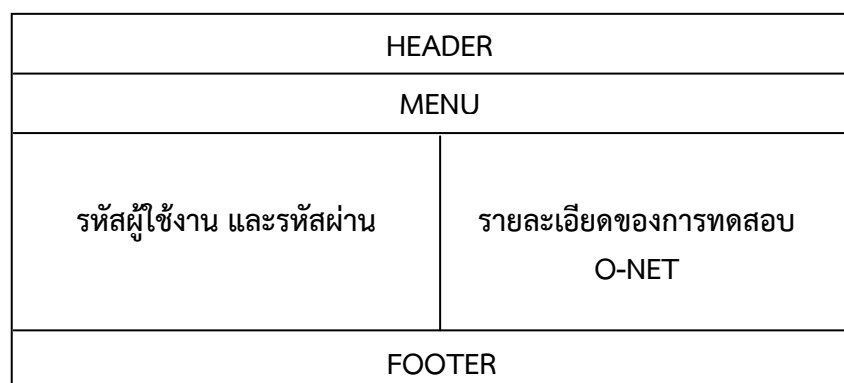 HEADER
MENU
รหัสผู้ใช้งาน และรหัสผ่าน
รายละเอียดของการทดสอบ
O-NET
FOOTER